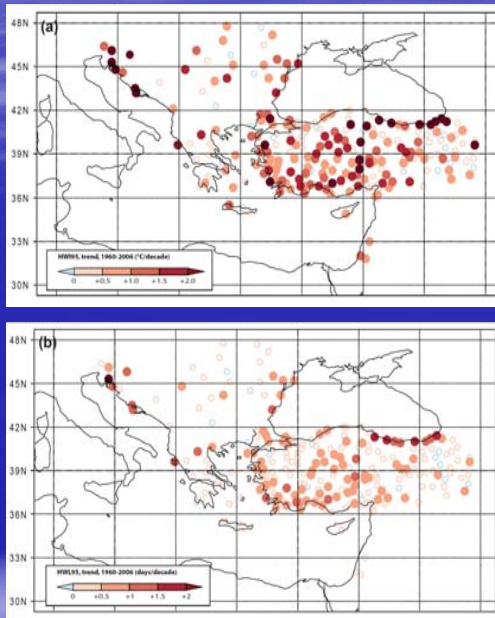 48N
(a)
45N
42N
39N
36N
33N
30N
HWI95, trend, 1960-2006 (°C/decade)
0 +0.5 +1.0 +1.5 +2.0
48N
(b)
45N
42N
39N
36N
33N
30N
HWL95, trend, 1960-2006 (days/decade)
0 +0.5 +1 +1.5 +2